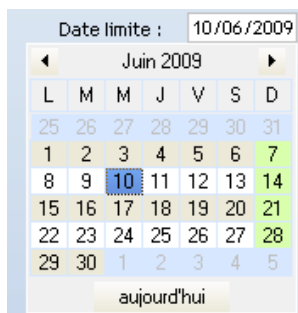 Date limite : 10/06/2009
Juin 2009
L M M J V S D
25 26 27 28 29 30 31
1 2 3 4 5 6 7
8 9 10 11 12 13 14
15 16 17 18 19 20 21
22 23 24 25 26 27 28
29 30 1 2 3 4 5
aujourd'hui